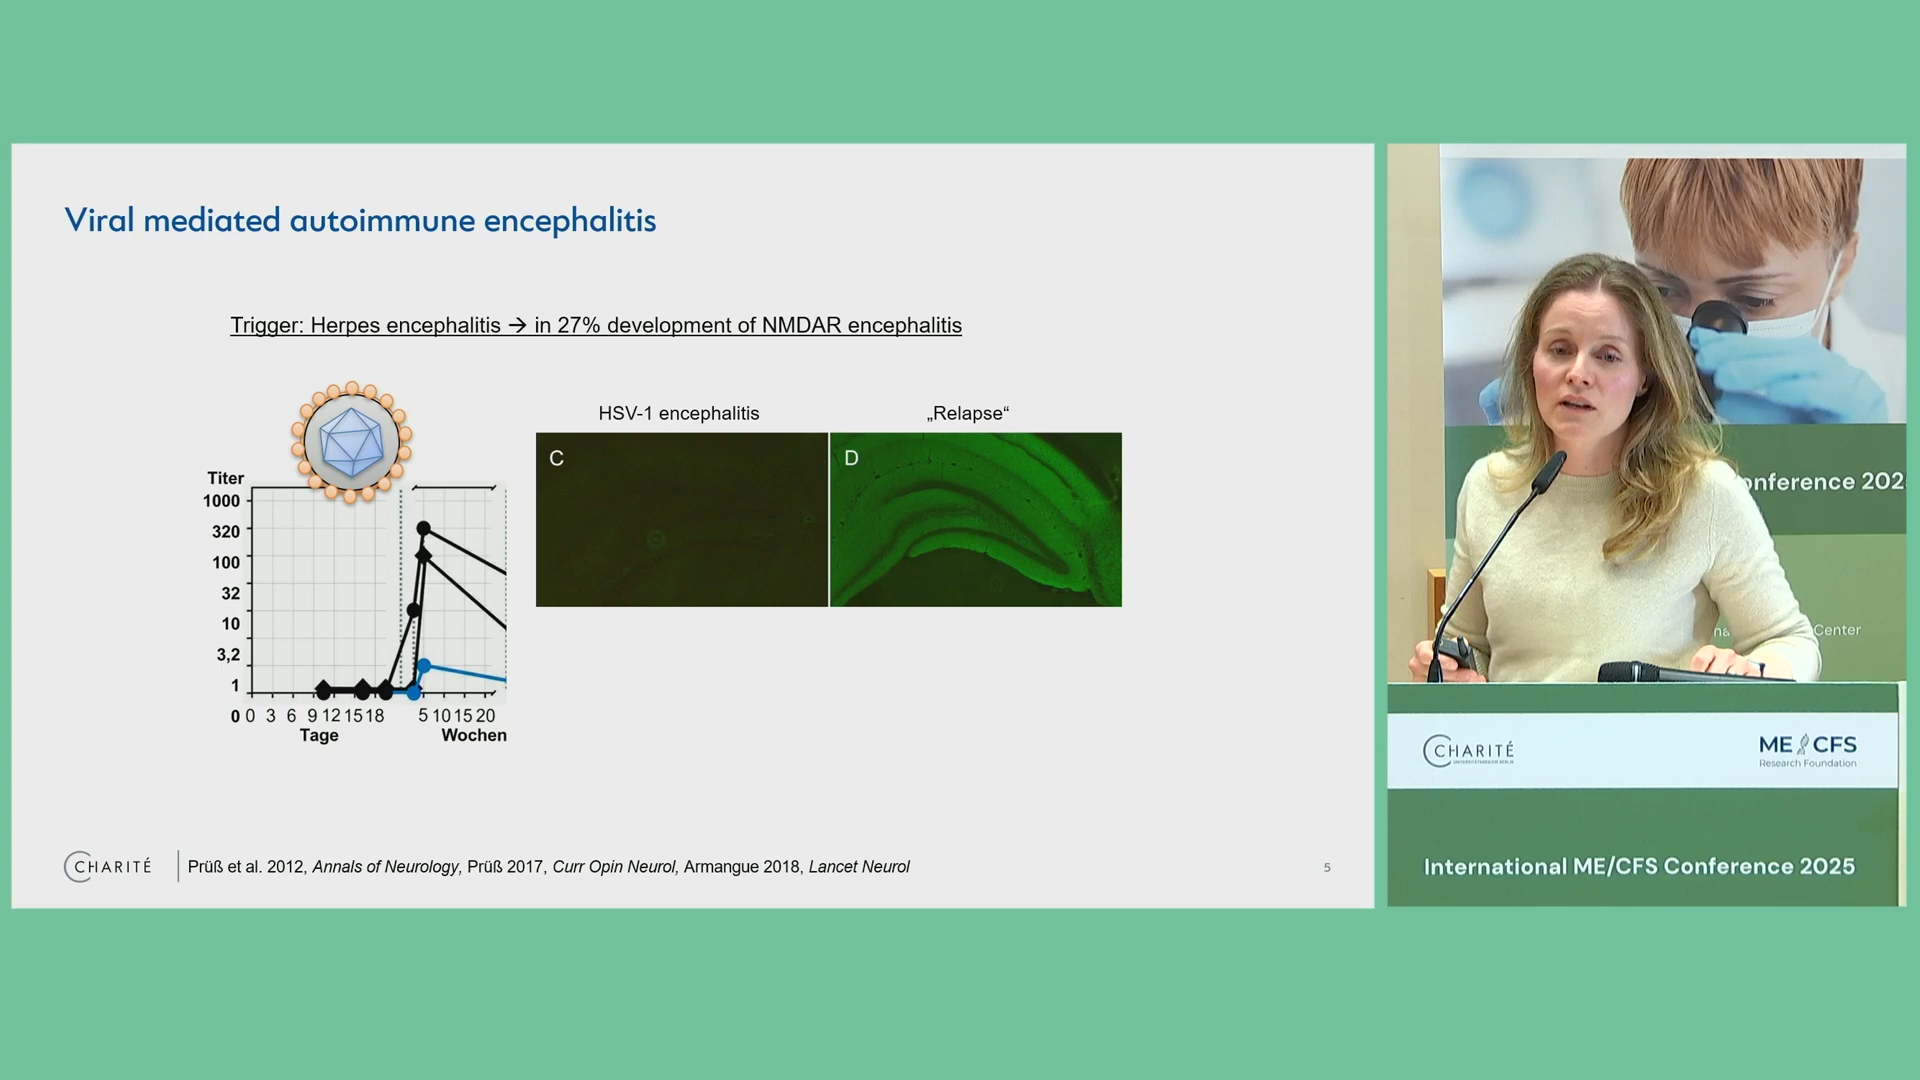 Viral mediated autoimmune encephalitis
Trigger: Herpes encephalitis → in 27% development of NMDAR encephalitis
HSV-1 encephalitis
„Relapse“
C
D
Titer
1000
320
100
32
10
3,2
1
0
0 3 6 9 12 15 18 5 10 15 20
Tage Wochen
CHARITÉ
Prüß et al. 2012, Annals of Neurology, Prüß 2017, Curr Opin Neurol, Armangue 2018, Lancet Neurol
5
onference 202
Center
CHARITÉ
UNIVERSITÄTSMEDIZIN BERLIN
ME CFS
Research Foundation
International ME/CFS Conference 2025